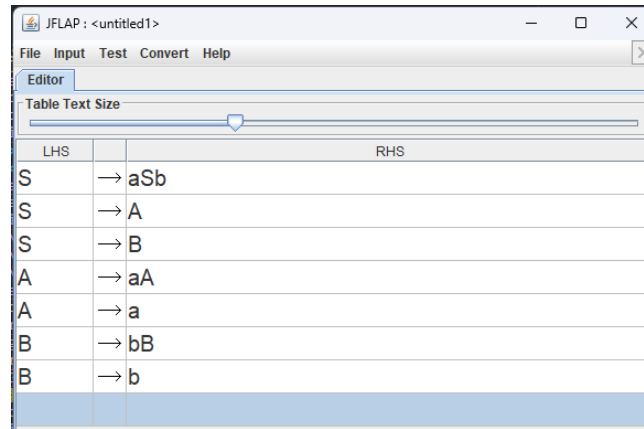 JFLAP : <untitled1>
File Input Test Convert Help
Editor
Table Text Size
LHS RHS
S → aSb
S → A
S → B
A → aA
A → a
B → bB
B → b